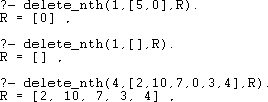 ?- delete_nth(1,[5,0],R).
R = [0] ,
?- delete_nth(1,[],R).
R = [] ,
?- delete_nth(4,[2,10,7,0,3,4],R).
R = [2, 10, 7, 3, 4] ,